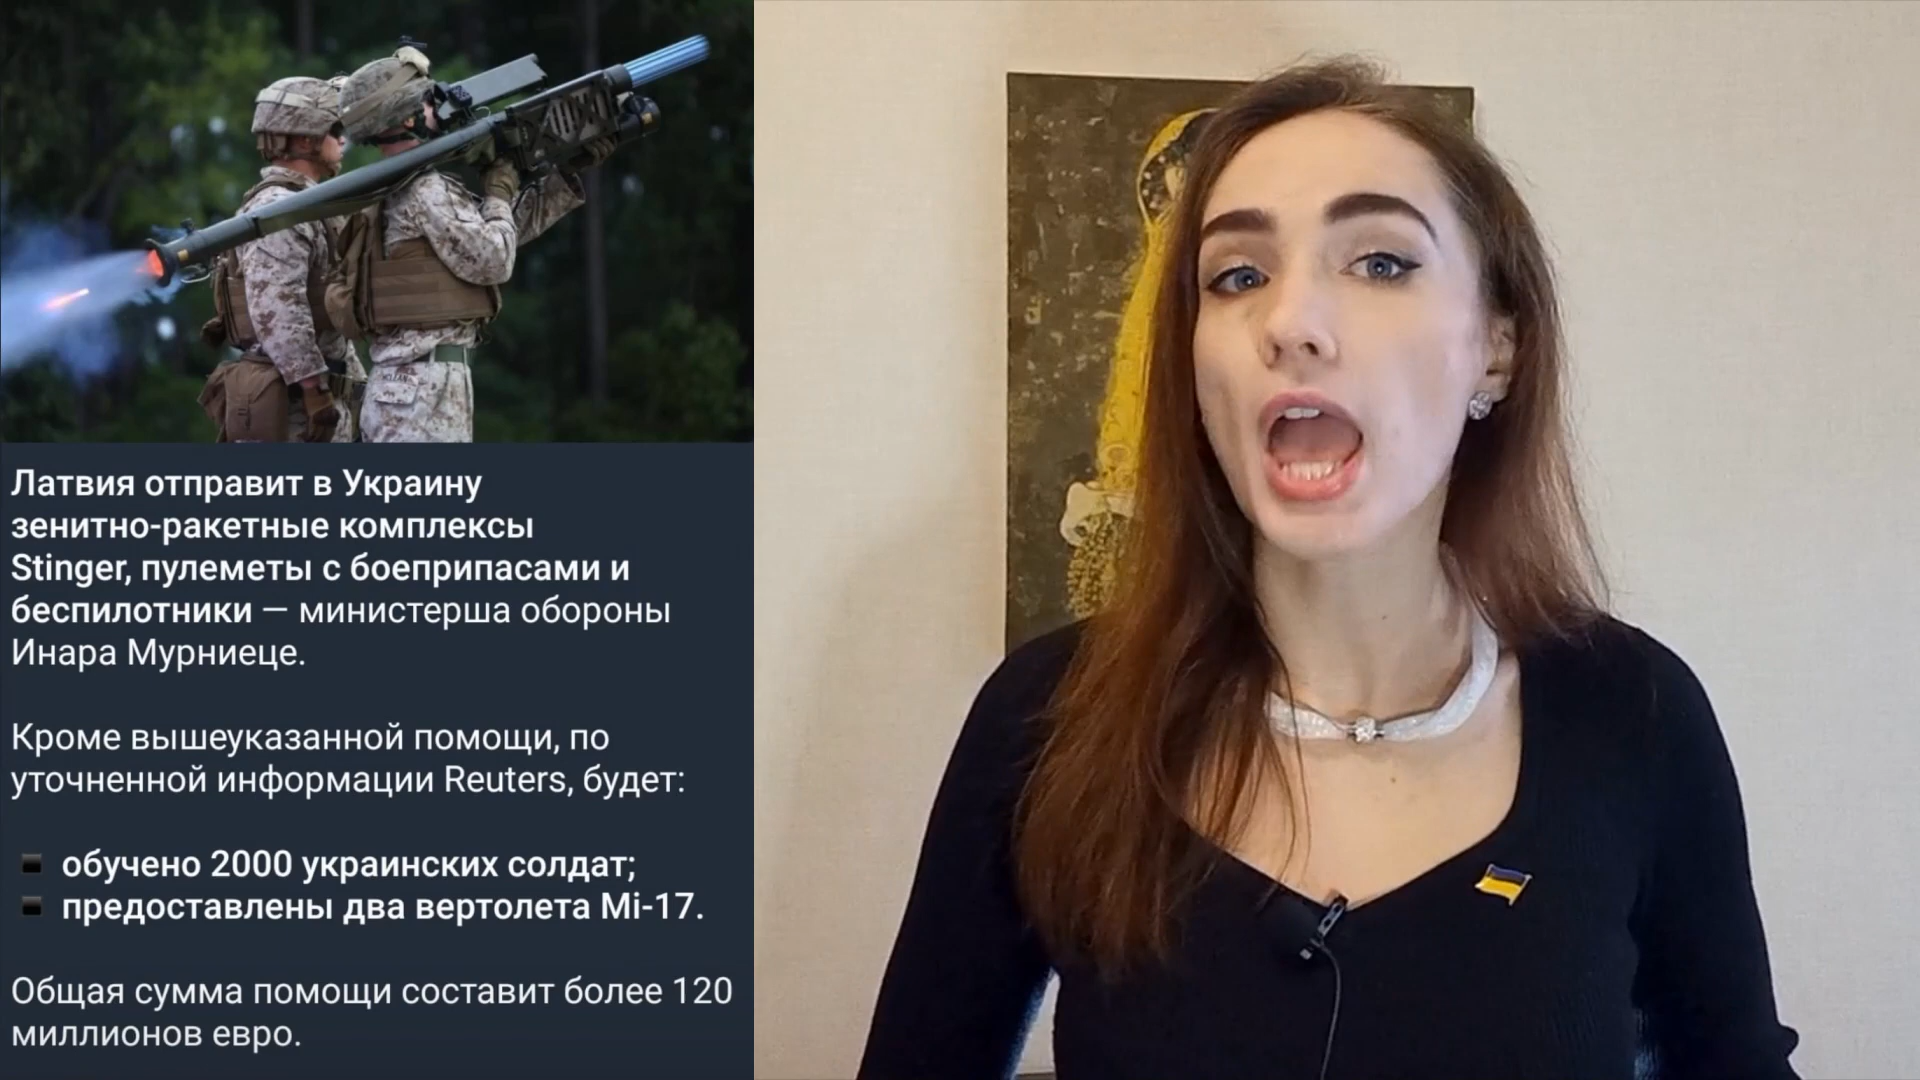 Латвия отправит в Украину
зенитно-ракетные комплексы
Stinger, пулеметы с боеприпасами и
беспилотники — министерша обороны
Инара Мурниеце.
Кроме вышеуказанной помощи, по
уточненной информации Reuters, будет:
▪ обучено 2000 украинских солдат;
▪ предоставлены два вертолета Mi-17.
Общая сумма помощи составит более 120
миллионов евро.